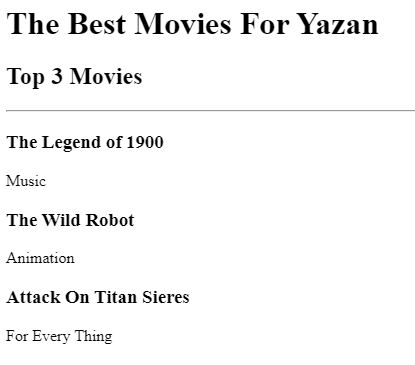 The Best Movies For Yazan
Top 3 Movies
The Legend of 1900
Music
The Wild Robot
Animation
Attack On Titan Sieres
For Every Thing